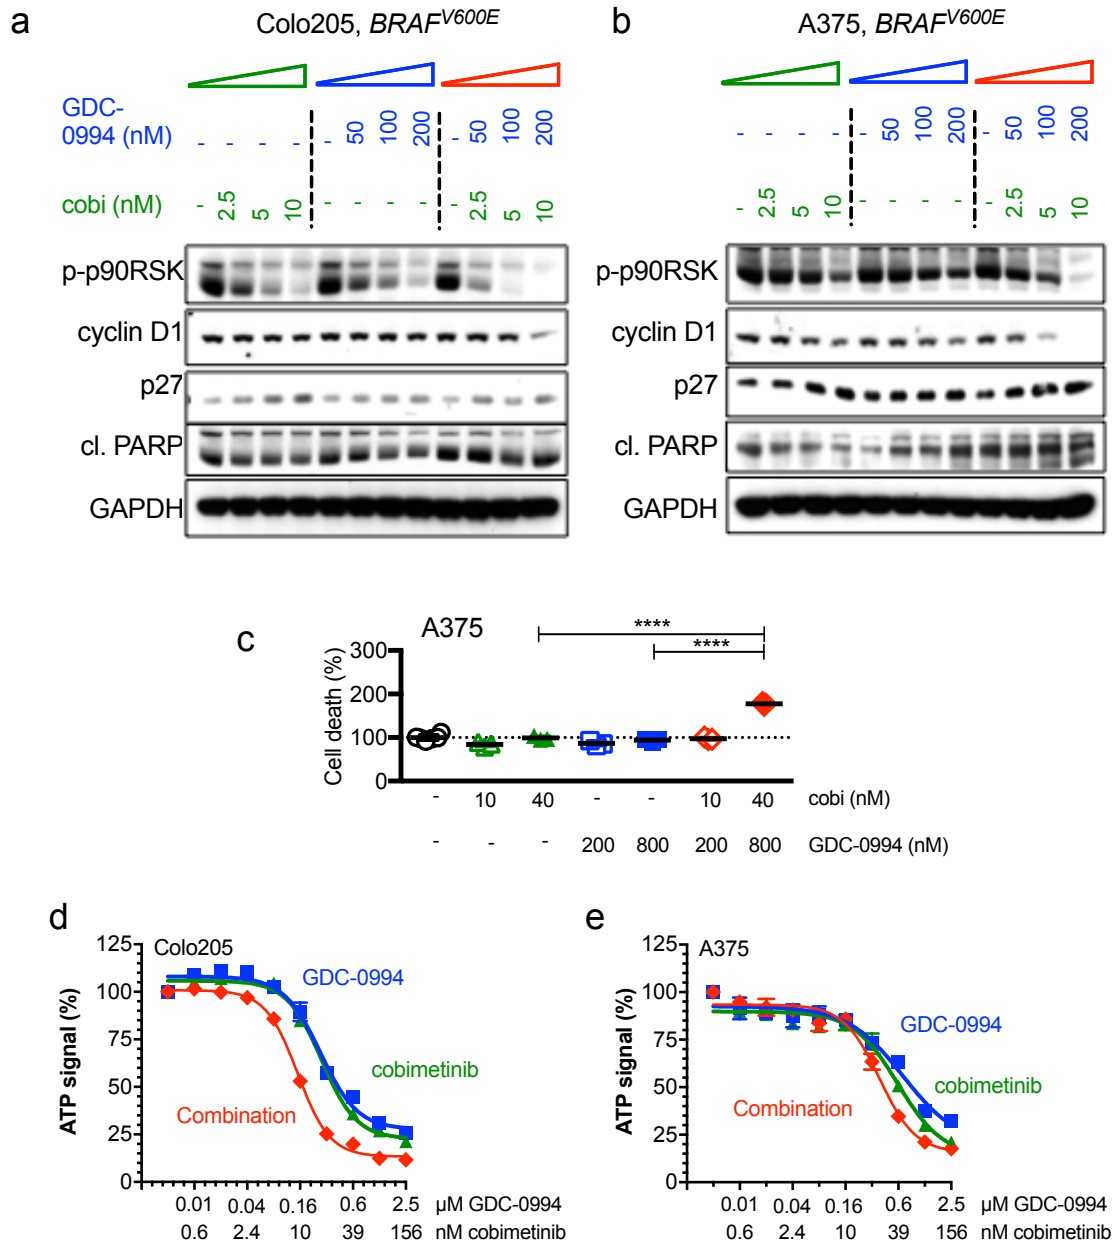 a
Colo205, BRAFV600E
b
A375, BRAFV600E
GDC-
0994 (nM)
- - - - - 50 100 200 - 50 100 200
- - - - - 50 100 200 - 50 100 200
cobi (nM)
- 2.5 5 10 - - - - - 2.5 5 10
- 2.5 5 10 - - - - - 2.5 5 10
p-p90RSK
cyclin D1
p27
cl. PARP
GAPDH
p-p90RSK
cyclin D1
p27
cl. PARP
GAPDH
c
A375
****
****
Cell death (%)
300
200
100
0
- 10 40 - - 10 40 cobi (nM)
- - - 200 800 200 800 GDC-0994 (nM)
d
Colo205
GDC-0994
cobimetinib
Combination
ATP signal (%)
125
100
75
50
25
0
0.01 0.04 0.16 0.6 2.5 μM GDC-0994
0.6 2.4 10 39 156 nM cobimetinib
e
A375
GDC-0994
cobimetinib
Combination
ATP signal (%)
125
100
75
50
25
0
0.01 0.04 0.16 0.6 2.5 μM GDC-0994
0.6 2.4 10 39 156 nM cobimetinib